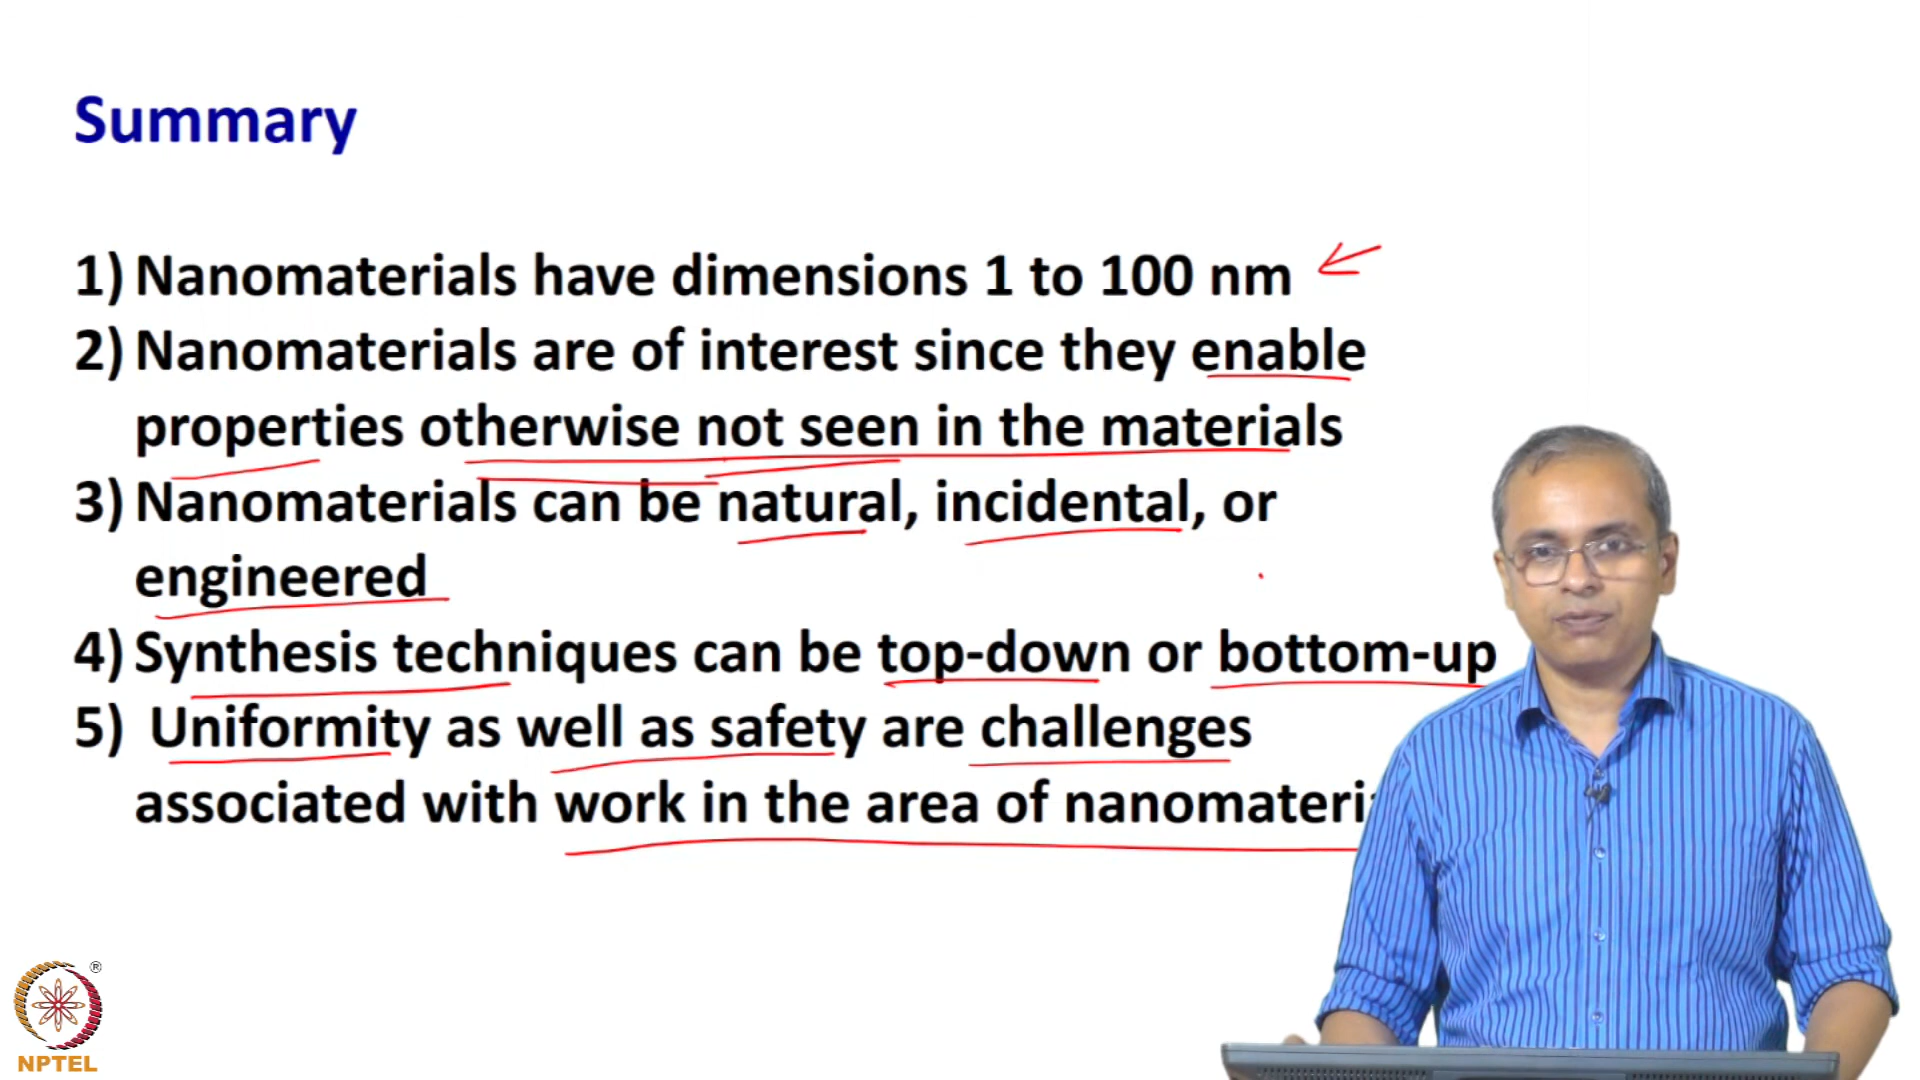 Summary
1) Nanomaterials have dimensions 1 to 100 nm
2) Nanomaterials are of interest since they enable
properties otherwise not seen in the materials
3) Nanomaterials can be natural, incidental, or
engineered
4) Synthesis techniques can be top-down or bottom-up
5) Uniformity as well as safety are challenges
associated with work in the area of
®
NPTEL